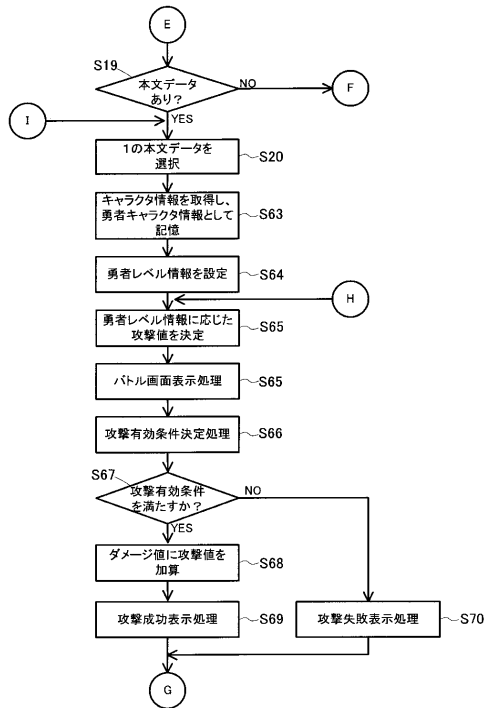 E
S19
本文データ
あり？
NO
F
I
YES
1の本文データを
選択
S20
キャラクタ情報を取得し、
勇者キャラクタ情報として
記憶
S63
勇者レベル情報を設定
S64
H
勇者レベル情報に応じた
攻撃値を決定
S65
バトル画面表示処理
S65
攻撃有効条件決定処理
S66
S67
攻撃有効条件
を満たすか？
NO
YES
ダメージ値に攻撃値を
加算
S68
攻撃成功表示処理
S69
攻撃失敗表示処理
S70
G